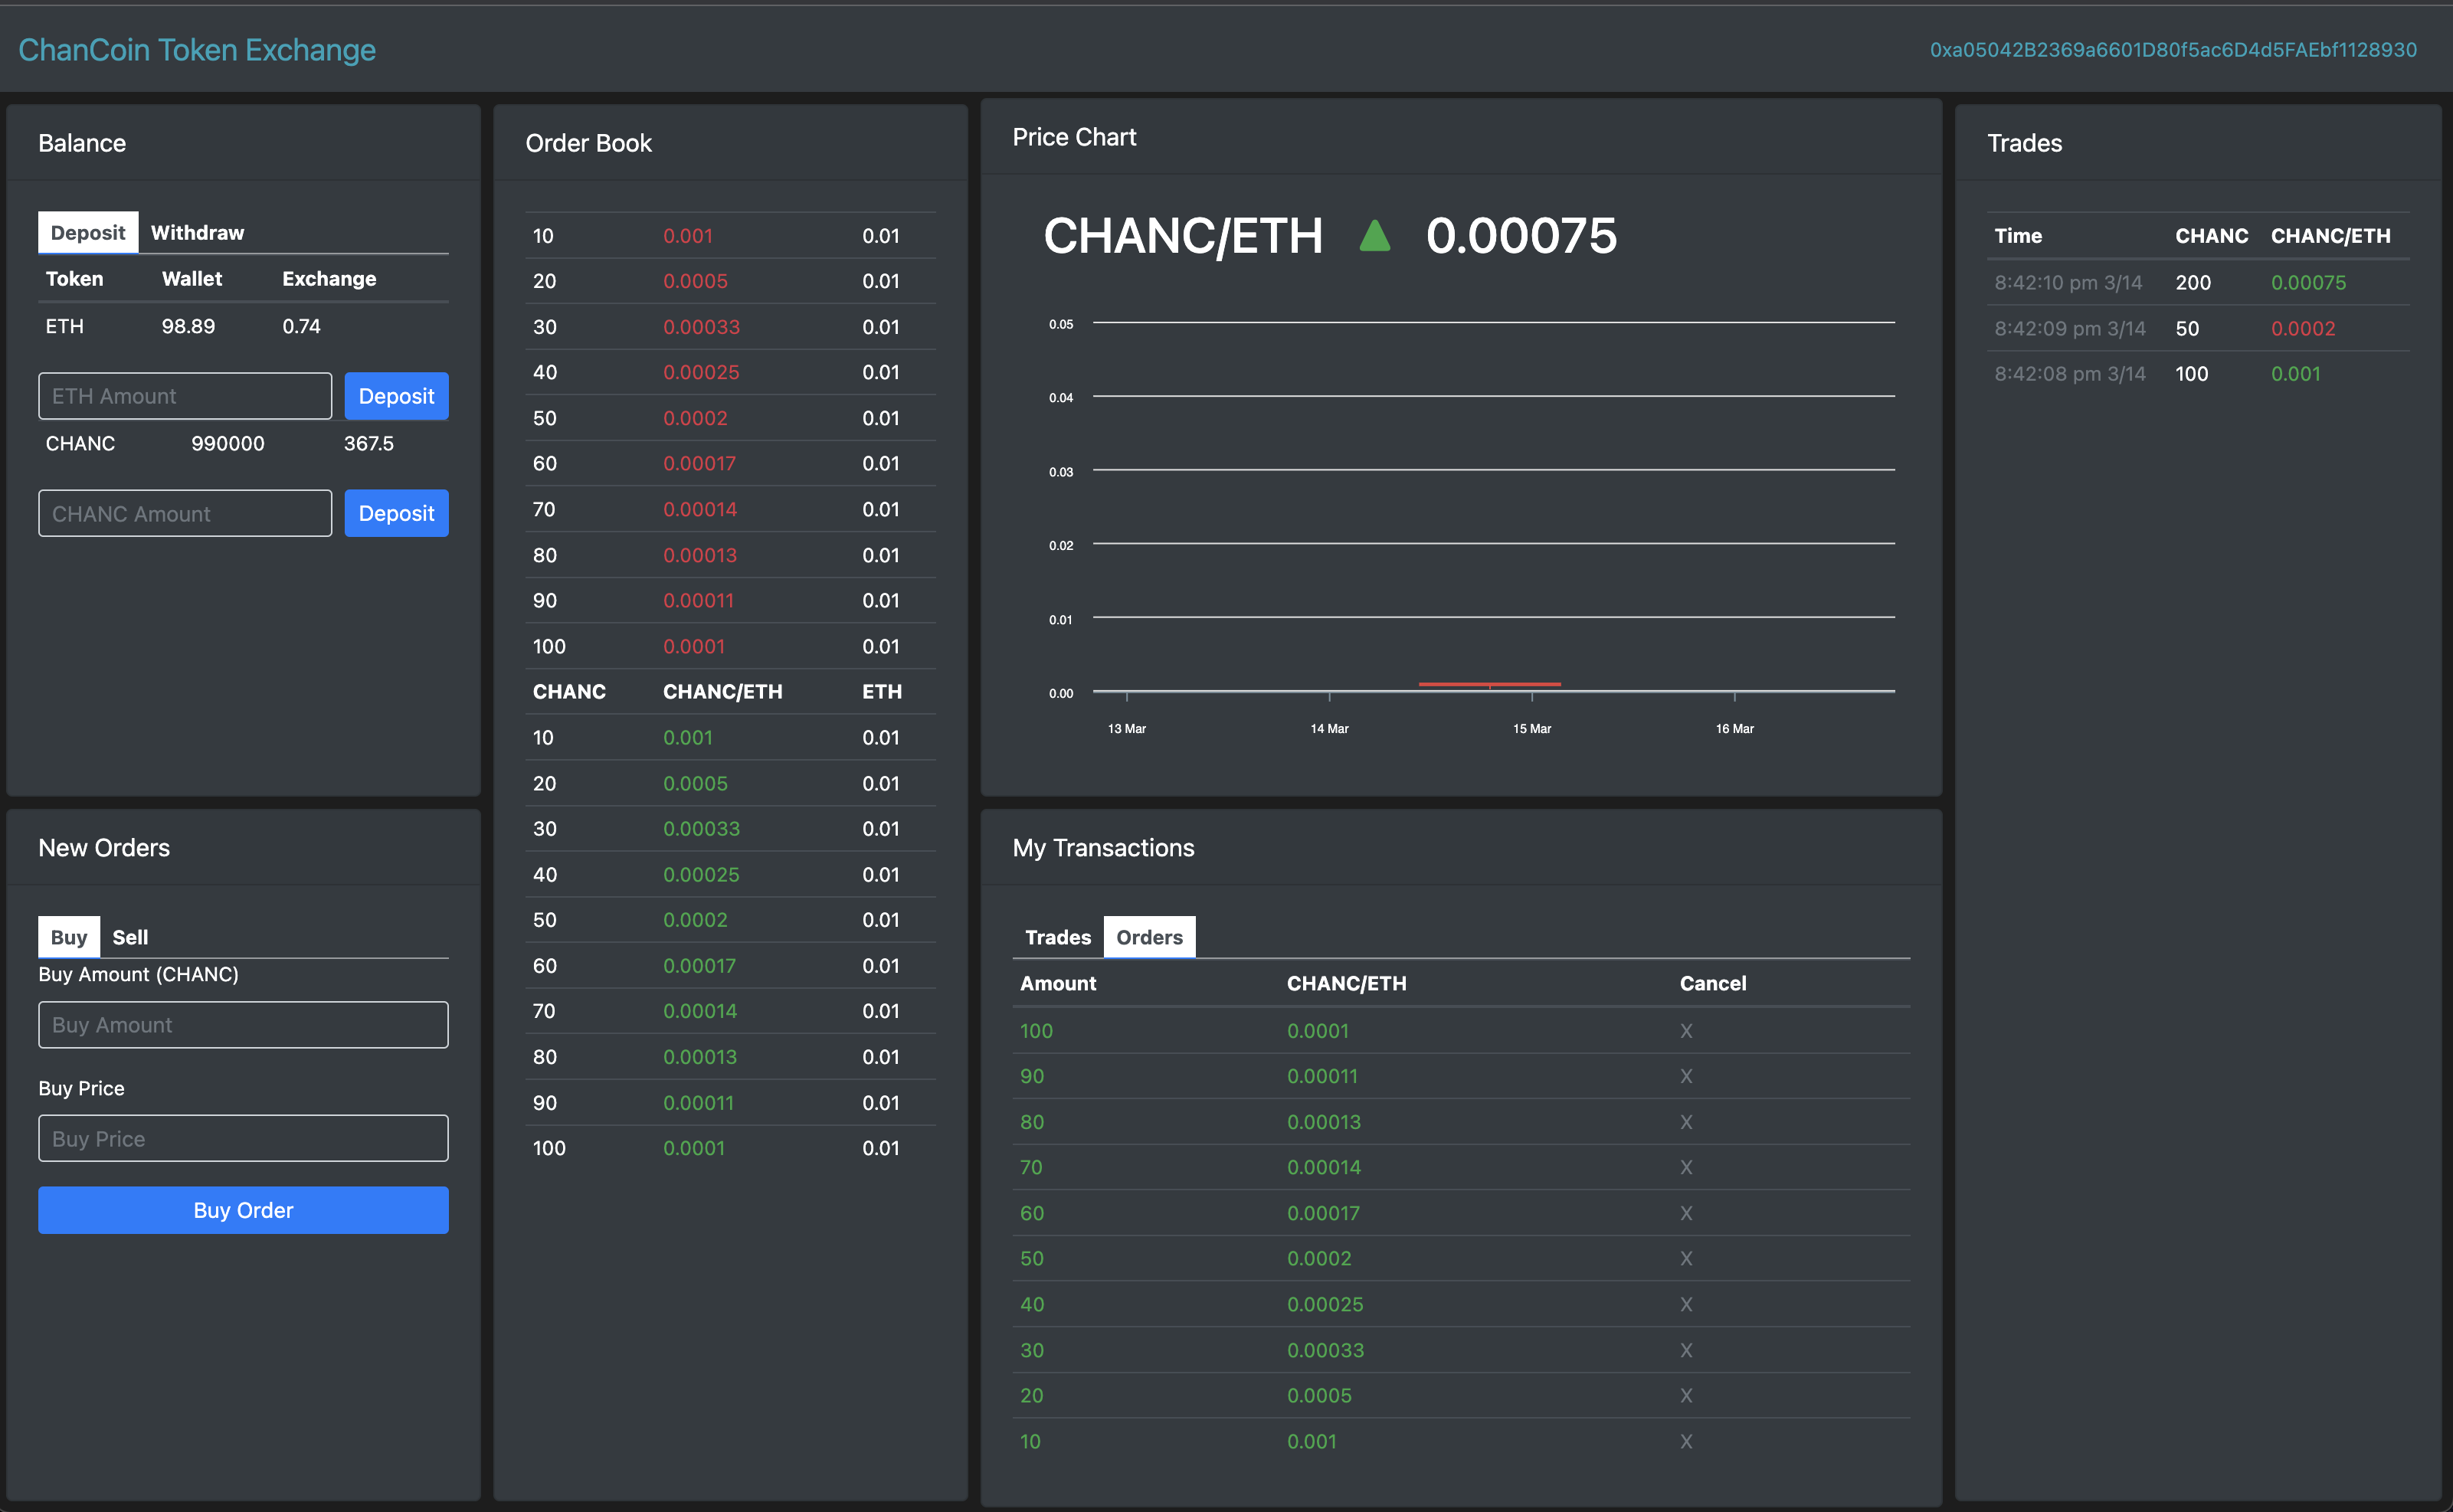 ChanCoin Token Exchange
0xa05042B2369a6601D80f5ac6D4d5FAEbf1128930
Balance
Deposit Withdraw
Token Wallet Exchange
ETH 98.89 0.74
ETH Amount Deposit
CHANC 990000 367.5
CHANC Amount Deposit
New Orders
Buy Sell
Buy Amount (CHANC)
Buy Amount
Buy Price
Buy Price
Buy Order
Order Book
10 0.001 0.01
20 0.0005 0.01
30 0.00033 0.01
40 0.00025 0.01
50 0.0002 0.01
60 0.00017 0.01
70 0.00014 0.01
80 0.00013 0.01
90 0.00011 0.01
100 0.0001 0.01
CHANC CHANC/ETH ETH
10 0.001 0.01
20 0.0005 0.01
30 0.00033 0.01
40 0.00025 0.01
50 0.0002 0.01
60 0.00017 0.01
70 0.00014 0.01
80 0.00013 0.01
90 0.00011 0.01
100 0.0001 0.01
Price Chart
CHANC/ETH ▲ 0.00075
0.05
0.04
0.03
0.02
0.01
0.00
13 Mar 14 Mar 15 Mar 16 Mar
My Transactions
Trades Orders
Amount CHANC/ETH Cancel
100 0.0001 X
90 0.00011 X
80 0.00013 X
70 0.00014 X
60 0.00017 X
50 0.0002 X
40 0.00025 X
30 0.00033 X
20 0.0005 X
10 0.001 X
Trades
Time CHANC CHANC/ETH
8:42:10 pm 3/14 200 0.00075
8:42:09 pm 3/14 50 0.0002
8:42:08 pm 3/14 100 0.001